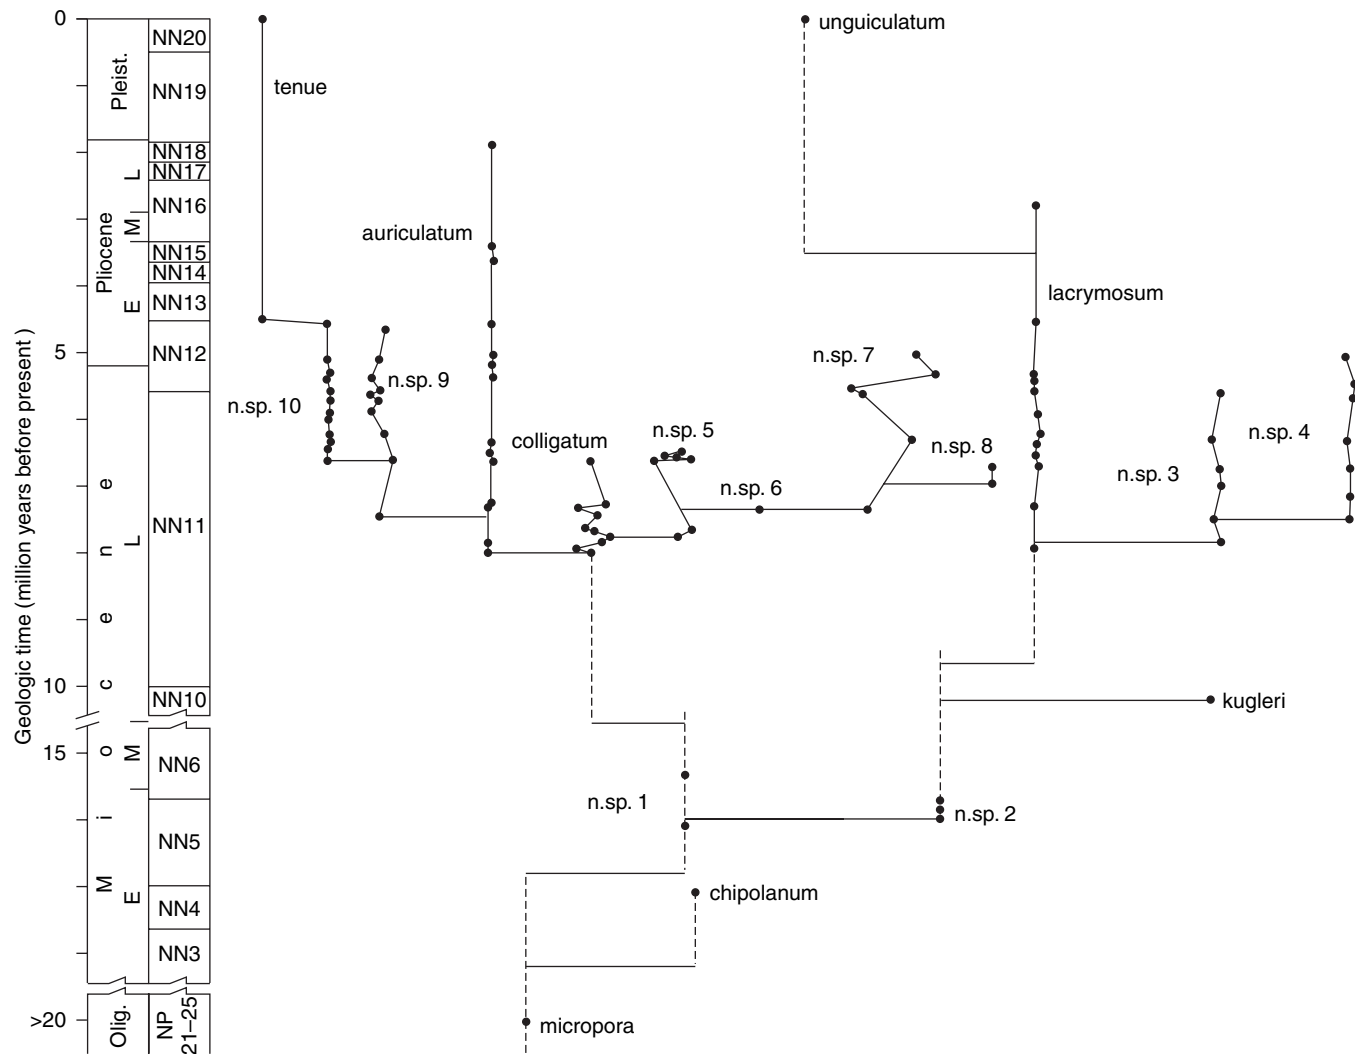 0
5
10
15
>20
Geologic time (million years before present )
Pleist.
Pliocene
L
M
E
M i o c e n e
L
M
E
Olig.
NN20
NN19
NN18
NN17
NN16
NN15
NN14
NN13
NN12
NN11
NN10
NN6
NN5
NN4
NN3
NP
21–25
tenue
unguiculatum
auriculatum
lacrymosum
n.sp. 7
n.sp. 9
n.sp. 10
colligatum
n.sp. 5
n.sp. 8
n.sp. 4
n.sp. 3
n.sp. 6
kugleri
n.sp. 1
n.sp. 2
chipolanum
micropora